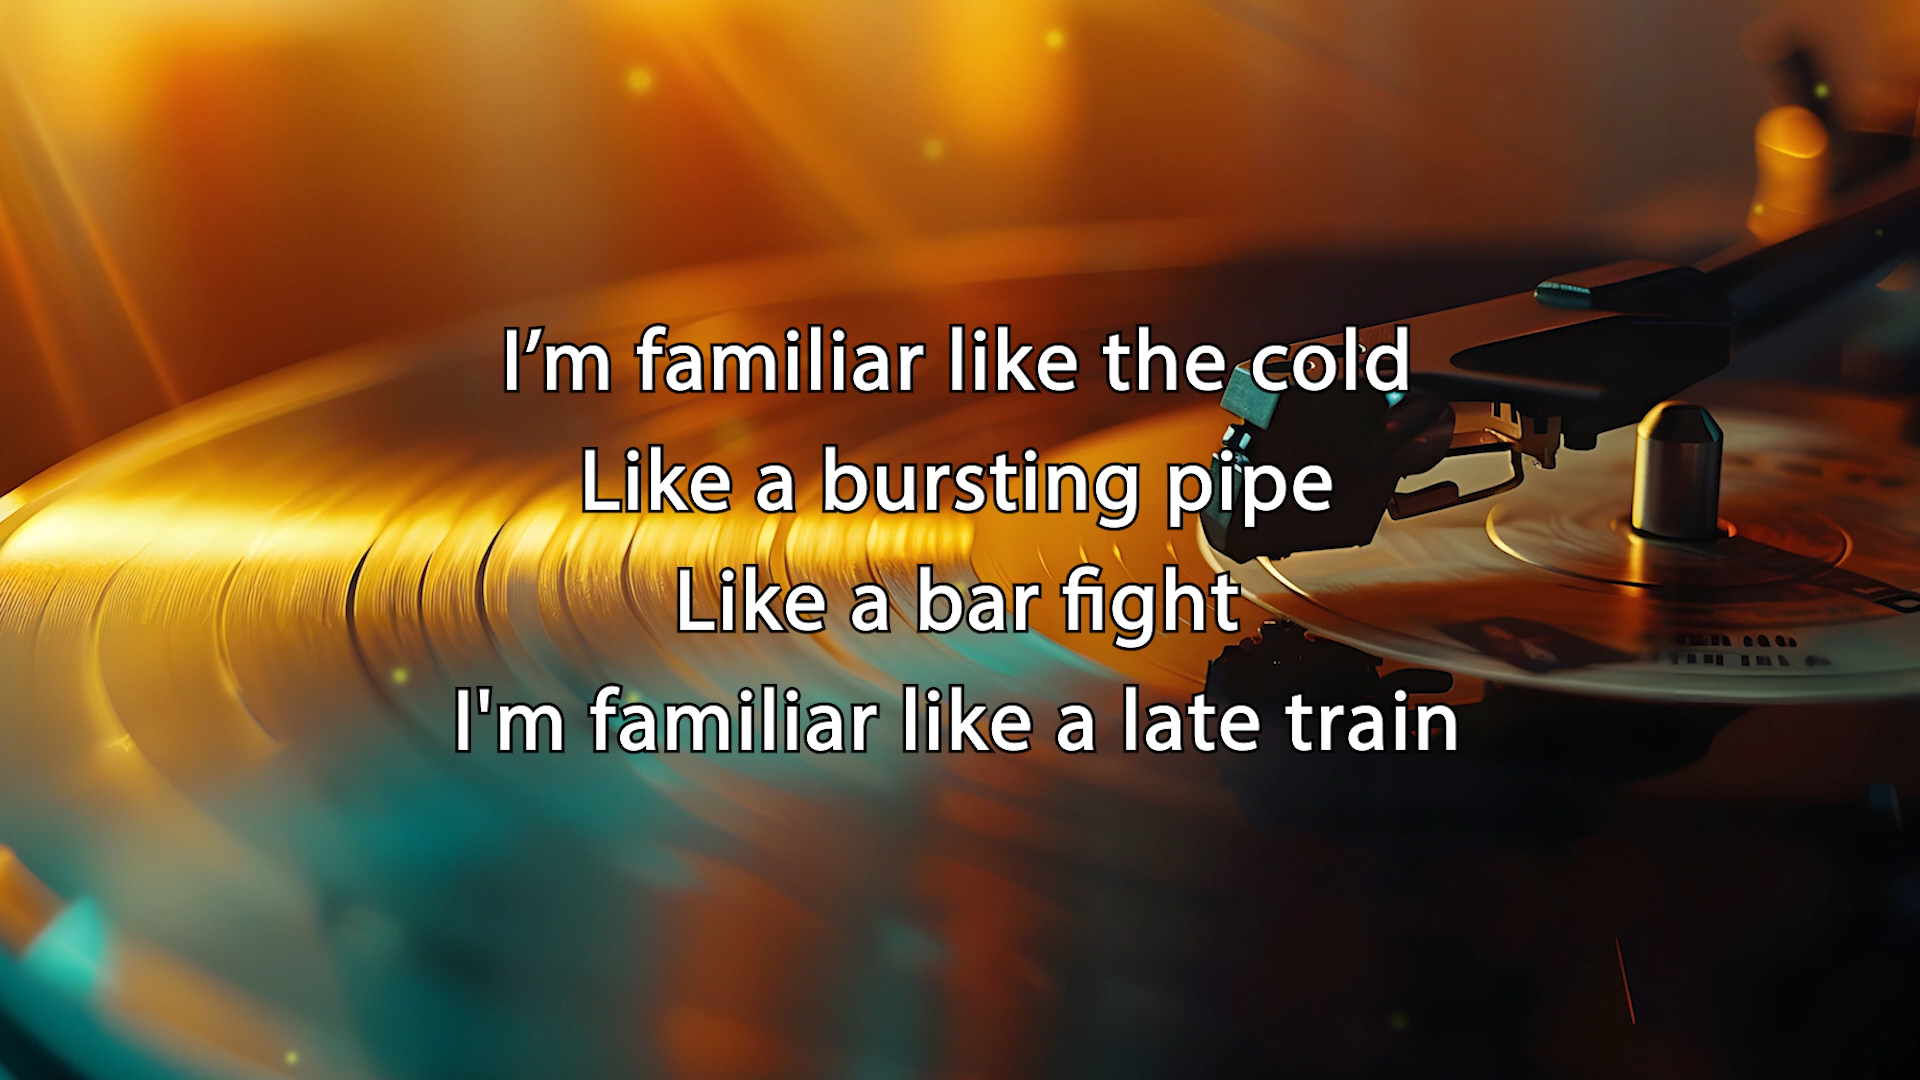 I’m familiar like the cold
Like a bursting pipe
Like a bar fight
I'm familiar like a late train